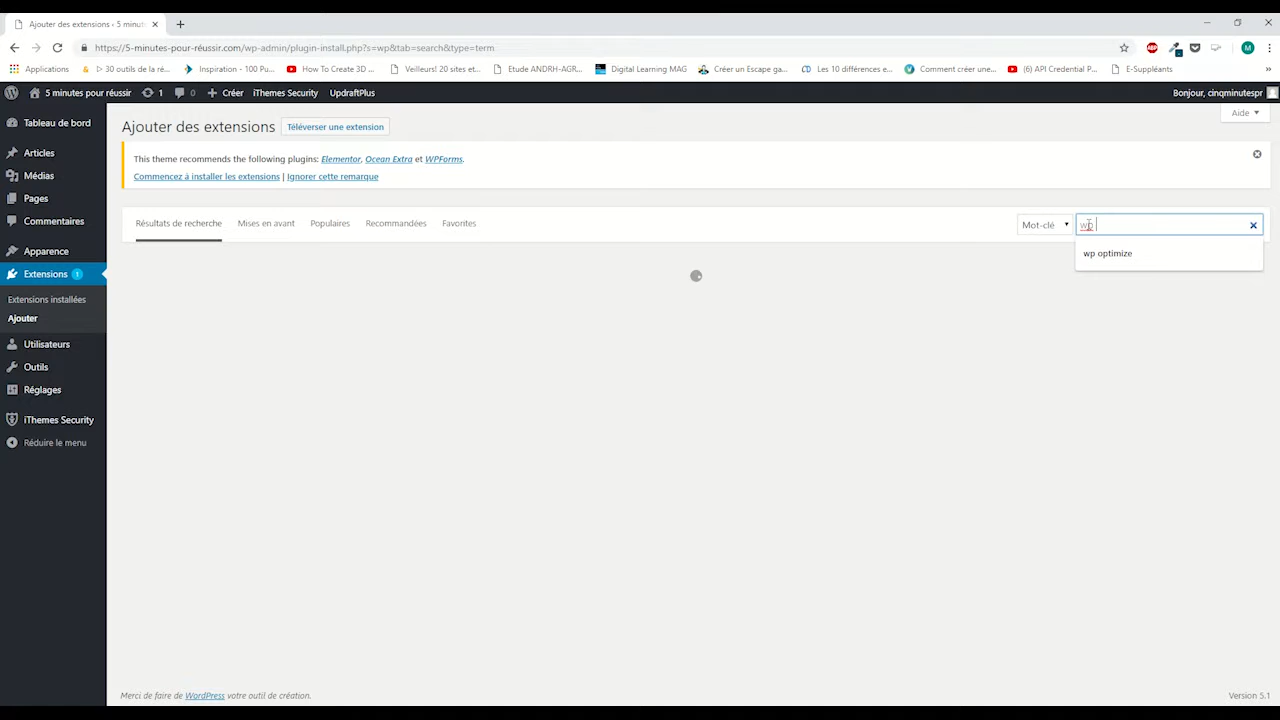 Ajouter des extensions ‹ 5 minut
https://5-minutes-pour-réussir.com/wp-admin/plugin-install.php?s=wp&tab=search&type=term
ABP
M
Applications
▷ 30 outils de la ré...
Inspiration - 100 Pu...
How To Create 3D ...
Veilleurs! 20 sites et...
Etude ANDRH-AGR...
Digital Learning MAG
Créer un Escape ga...
Les 10 différences e...
Comment créer une...
(6) API Credential P...
E-Suppléants
»
5 minutes pour réussir
1
0
Créer
iThemes Security
UpdraftPlus
Bonjour, cinqminutespr
Tableau de bord
Articles
Médias
Pages
Commentaires
Apparence
Extensions 1
Extensions installées
Ajouter
Utilisateurs
Outils
Réglages
iThemes Security
Réduire le menu
Aide
Ajouter des extensions
Téléverser une extension
This theme recommends the following plugins: Elementor, Ocean Extra et WPForms.
Commencez à installer les extensions | Ignorer cette remarque
Résultats de recherche
Mises en avant
Populaires
Recommandées
Favorites
Mot-clé
wp
wp optimize
Merci de faire de WordPress votre outil de création.
Version 5.1